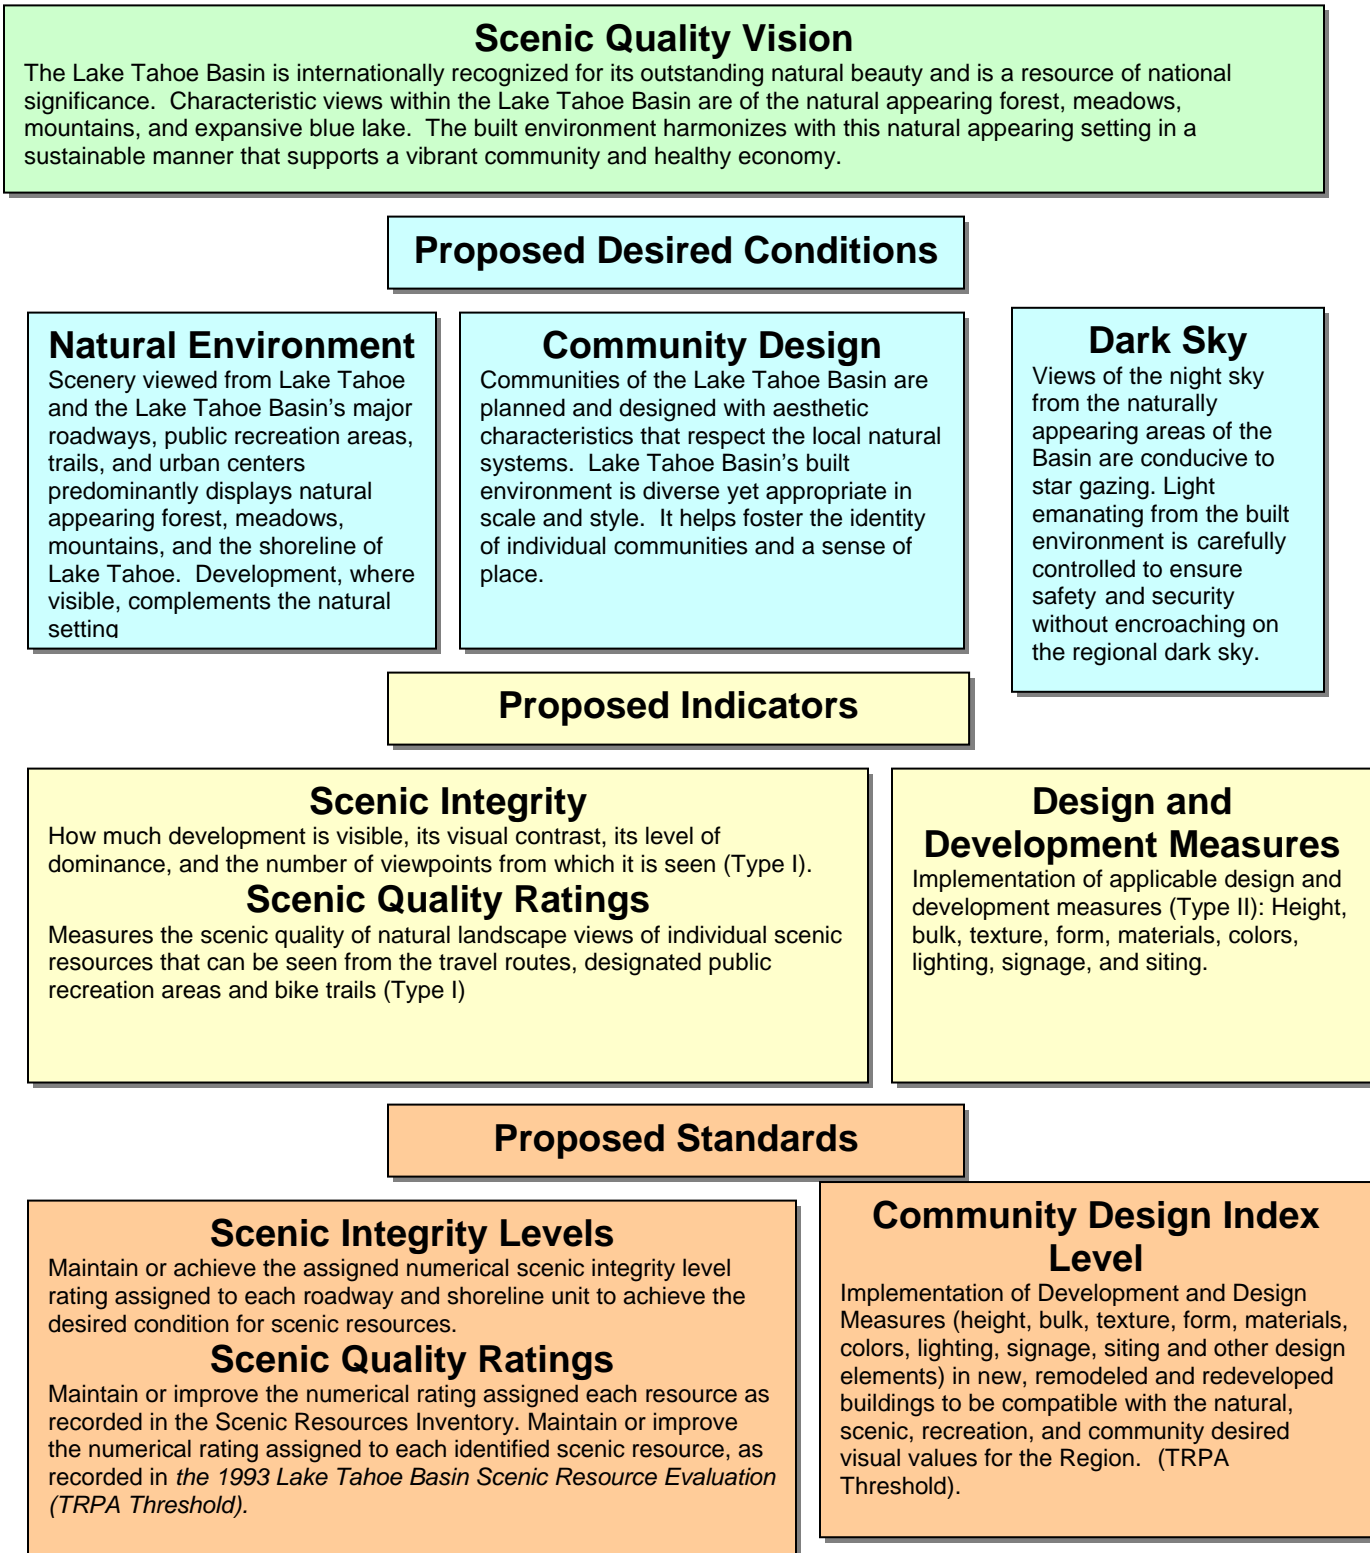 Scenic Quality Vision
The Lake Tahoe Basin is internationally recognized for its outstanding natural beauty and is a resource of national
significance.  Characteristic views within the Lake Tahoe Basin are of the natural appearing forest, meadows,
mountains, and expansive blue lake.  The built environment harmonizes with this natural appearing setting in a
sustainable manner that supports a vibrant community and healthy economy.
Proposed Desired Conditions
Natural Environment
Scenery viewed from Lake Tahoe
and the Lake Tahoe Basin's major
roadways, public recreation areas,
trails, and urban centers
predominantly displays natural
appearing forest, meadows,
mountains, and the shoreline of
Lake Tahoe.  Development, where
visible, complements the natural
setting
Community Design
Communities of the Lake Tahoe Basin are
planned and designed with aesthetic
characteristics that respect the local natural
systems.  Lake Tahoe Basin's built
environment is diverse yet appropriate in
scale and style.  It helps foster the identity
of individual communities and a sense of
place.
Dark Sky
Views of the night sky
from the naturally
appearing areas of the
Basin are conducive to
star gazing. Light
emanating from the built
environment is carefully
controlled to ensure
safety and security
without encroaching on
the regional dark sky.
Proposed Indicators
Scenic Integrity
How much development is visible, its visual contrast, its level of
dominance, and the number of viewpoints from which it is seen (Type I).
Scenic Quality Ratings
Measures the scenic quality of natural landscape views of individual scenic
resources that can be seen from the travel routes, designated public
recreation areas and bike trails (Type I)
Design and
Development Measures
Implementation of applicable design and
development measures (Type II): Height,
bulk, texture, form, materials, colors,
lighting, signage, and siting.
Proposed Standards
Scenic Integrity Levels
Maintain or achieve the assigned numerical scenic integrity level
rating assigned to each roadway and shoreline unit to achieve the
desired condition for scenic resources.
Scenic Quality Ratings
Maintain or improve the numerical rating assigned each resource as
recorded in the Scenic Resources Inventory. Maintain or improve
the numerical rating assigned to each identified scenic resource, as
recorded in the 1993 Lake Tahoe Basin Scenic Resource Evaluation
(TRPA Threshold).
Community Design Index
Level
Implementation of Development and Design
Measures (height, bulk, texture, form, materials,
colors, lighting, signage, siting and other design
elements) in new, remodeled and redeveloped
buildings to be compatible with the natural,
scenic, recreation, and community desired
visual values for the Region.  (TRPA
Threshold).